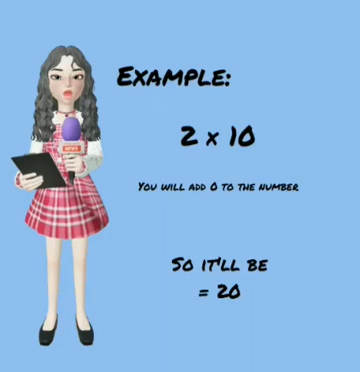 Example:
2 x 10
You will add 0 to the number
So it'll be
= 20
NEWS